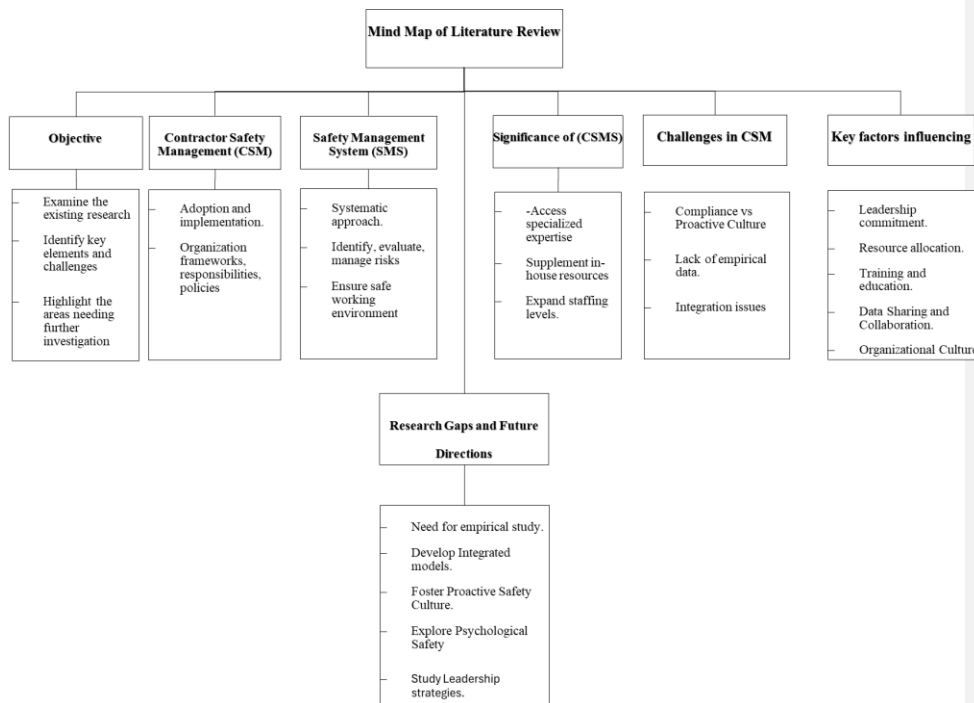 Mind Map of Literature Review
Objective
Contractor Safety
Management (CSM)
Safety Management
System (SMS)
Significance of (CSMS)
Challenges in CSM
Key factors influencing
Examine the
existing research
Identify key
elements and
challenges
Highlight the
areas needing
further
investigation
Adoption and
implementation.
Organization
frameworks,
responsibilities,
policies
Systematic
approach.
Identify, evaluate,
manage risks
Ensure safe
working
environment
-Access
specialized
expertise
Supplement in-
house resources
Expand staffing
levels.
Compliance vs
Proactive Culture
Lack of empirical
data.
Integration issues
Leadership
commitment.
Resource allocation.
Training and
education.
Data Sharing and
Collaboration.
Organizational Culture
Research Gaps and Future
Directions
Need for empirical study.
Develop Integrated
models.
Foster Proactive Safety
Culture.
Explore Psychological
Safety
Study Leadership
strategies.